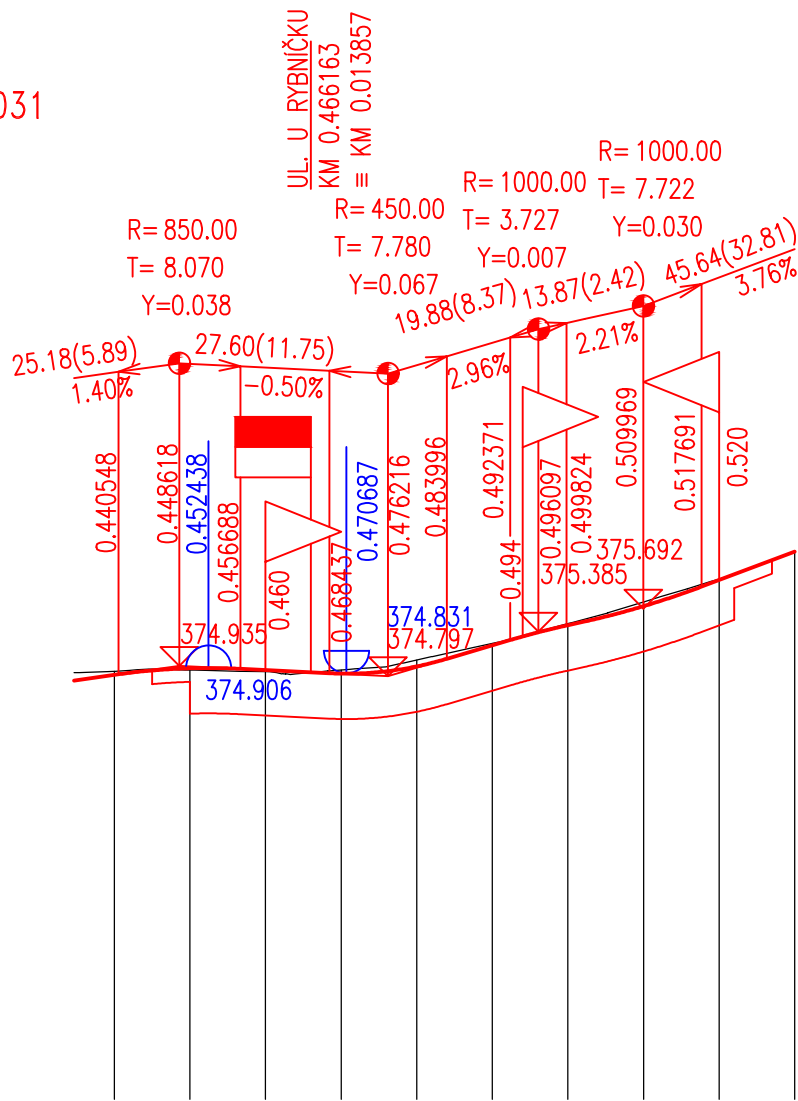 031
UL. U RYBNÍČKU
KM 0.466163
≡ KM 0.013857
R= 850.00
T= 8.070
Y=0.038
R= 450.00
T= 7.780
Y=0.067
R= 1000.00
T= 3.727
Y=0.007
R= 1000.00
T= 7.722
Y=0.030
25.18(5.89)
1.40%
27.60(11.75)
−0.50%
19.88(8.37)
2.96%
13.87(2.42)
2.21%
45.64(32.81)
3.76%
0.440548
0.448618
0.452438
0.456688
0.460
0.468437
0.470687
0.476216
0.483996
0.492371
0.494
0.496097
0.499824
0.509969
0.517691
0.520
374.935
374.906
374.831
374.797
375.385
375.692